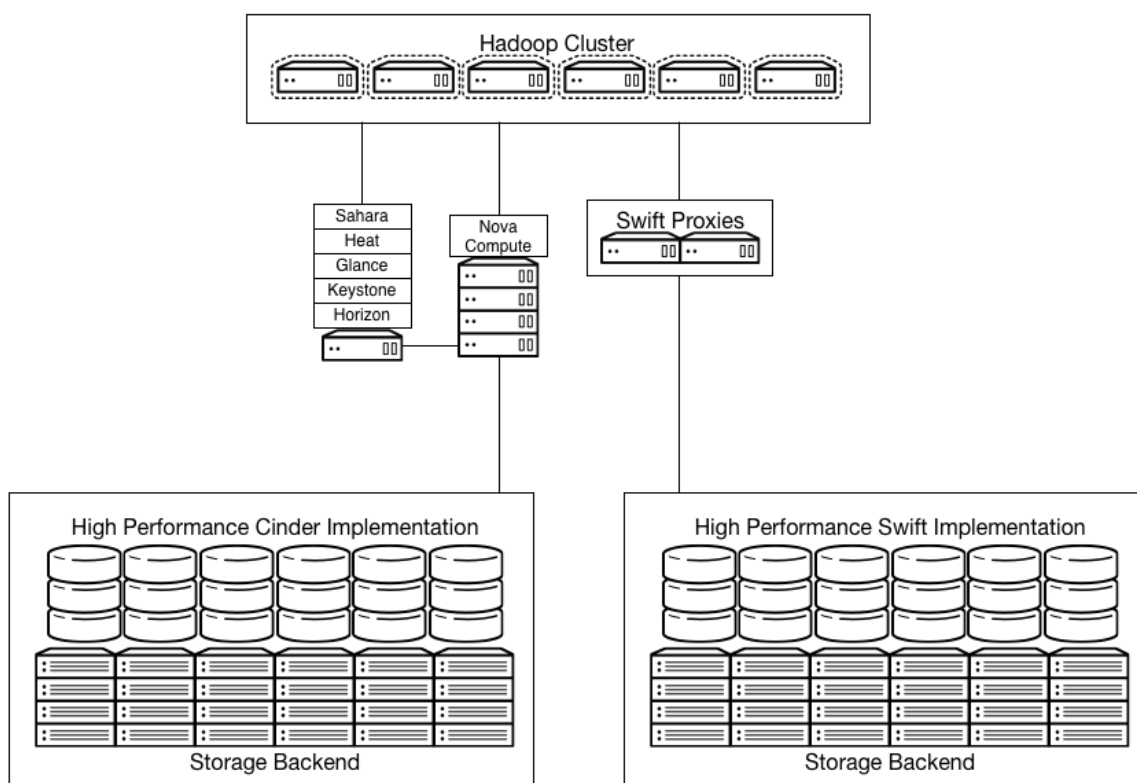 Hadoop Cluster
Sahara
Heat
Glance
Keystone
Horizon
Nova
Compute
Swift Proxies
High Performance Cinder Implementation
Storage Backend
High Performance Swift Implementation
Storage Backend